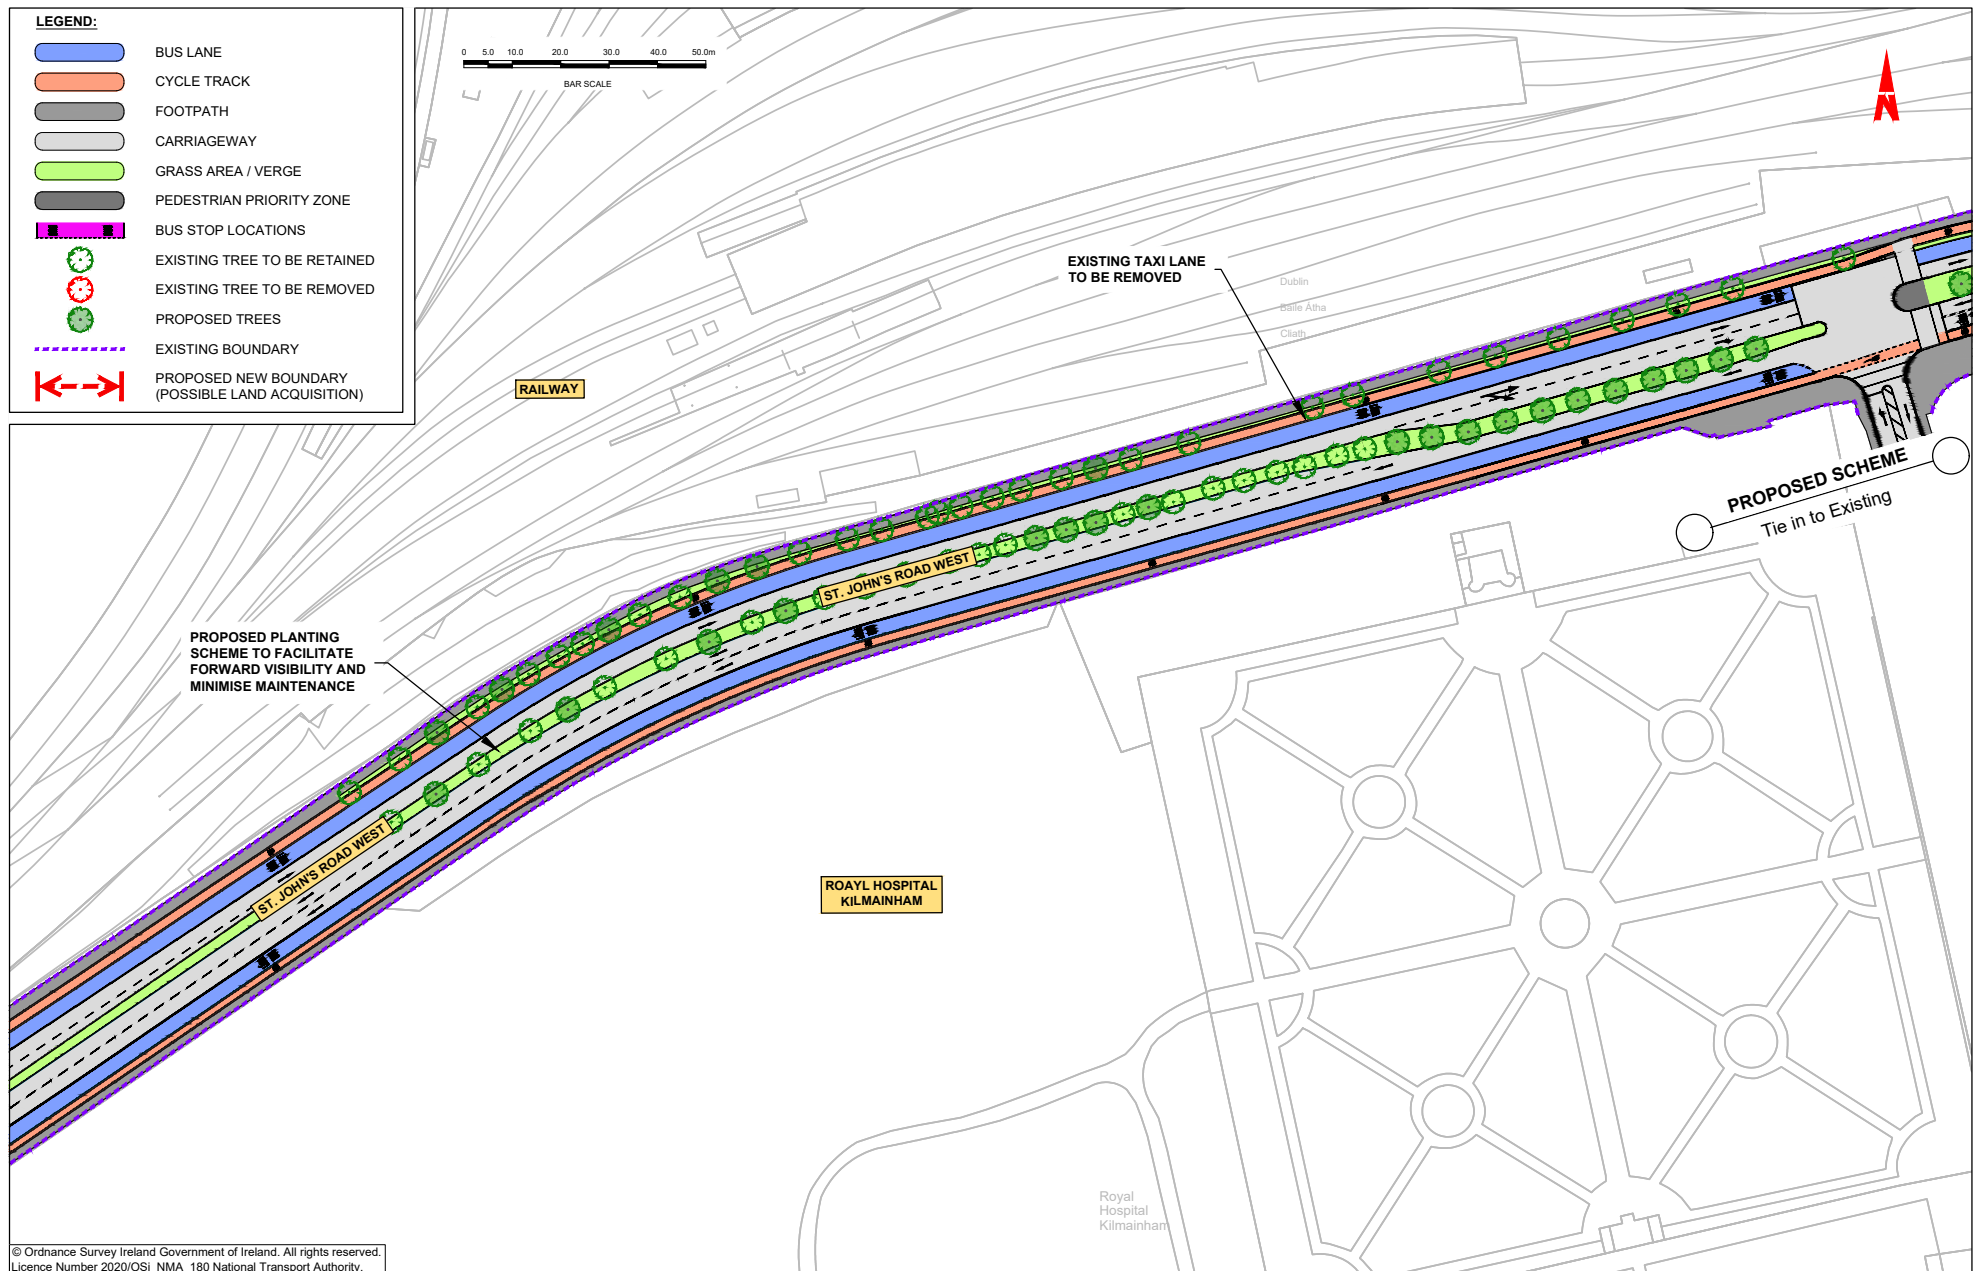 LEGEND:
BUS LANE
CYCLE TRACK
FOOTPATH
CARRIAGEWAY
GRASS AREA / VERGE
PEDESTRIAN PRIORITY ZONE
BUS STOP LOCATIONS
EXISTING TREE TO BE RETAINED
EXISTING TREE TO BE REMOVED
PROPOSED TREES
EXISTING BOUNDARY
PROPOSED NEW BOUNDARY
(POSSIBLE LAND ACQUISITION)
0 5.0 10.0 20.0 30.0 40.0 50.0m
BAR SCALE
N
EXISTING TAXI LANE
TO BE REMOVED
Dublin
Baile Átha
Cliath
RAILWAY
PROPOSED SCHEME
Tie in to Existing
ST. JOHN'S ROAD WEST
PROPOSED PLANTING
SCHEME TO FACILITATE
FORWARD VISIBILITY AND
MINIMISE MAINTENANCE
ST. JOHN'S ROAD WEST
ROAYL HOSPITAL
KILMAINHAM
Royal
Hospital
Kilmainham
© Ordnance Survey Ireland Government of Ireland. All rights reserved.
Licence Number 2020/OSi_NMA_180 National Transport Authority.